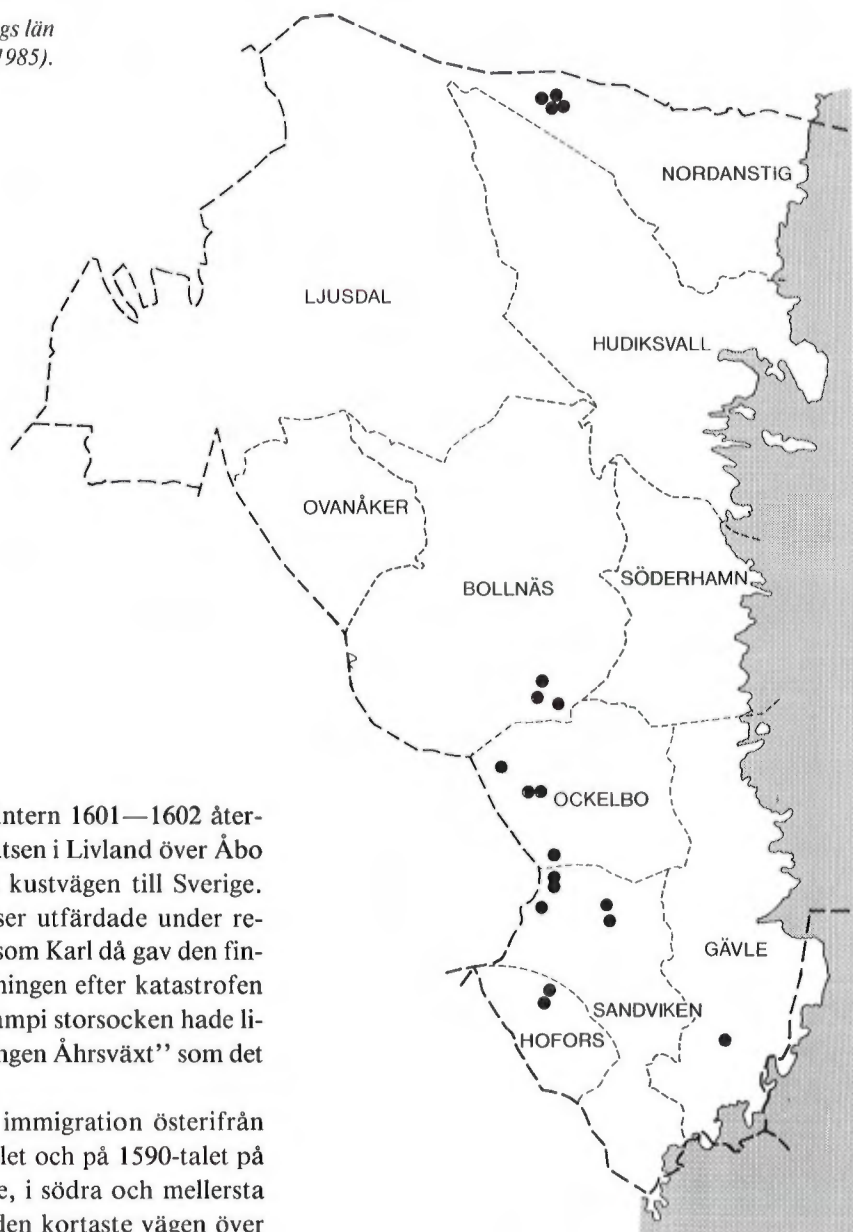 gs län
1985).
NORDANSTIG
LJUSDAL
HUDIKSVALL
OVANÅKER
BOLLNÄS
SÖDERHAMN
OCKELBO
GÄVLE
SANDVIKEN
HOFORS
intern 1601—1602 åter-
atsen i Livland över Åbo
kustvägen till Sverige.
ser utfärdade under re-
som Karl då gav den fin-
ningen efter katastrofen
ampi storsocken hade li-
ngen Åhrsväxt'' som det
immigration österifrån
let och på 1590-talet på
e, i södra och mellersta
den kortaste vägen över